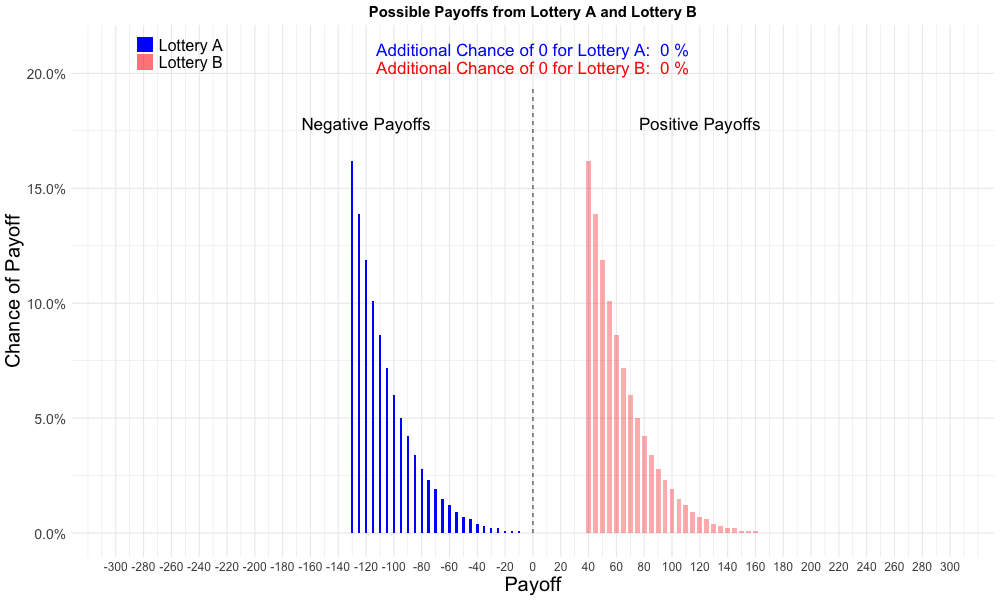 Possible Payoffs from Lottery A and Lottery B
Lottery A
Lottery B
Additional Chance of 0 for Lottery A:  0 %
Additional Chance of 0 for Lottery B:  0 %
Negative Payoffs
Positive Payoffs
Chance of Payoff
20.0%
15.0%
10.0%
5.0%
0.0%
-300 -280 -260 -240 -220 -200 -180 -160 -140 -120 -100 -80 -60 -40 -20 0 20 40 60 80 100 120 140 160 180 200 220 240 260 280 300
Payoff